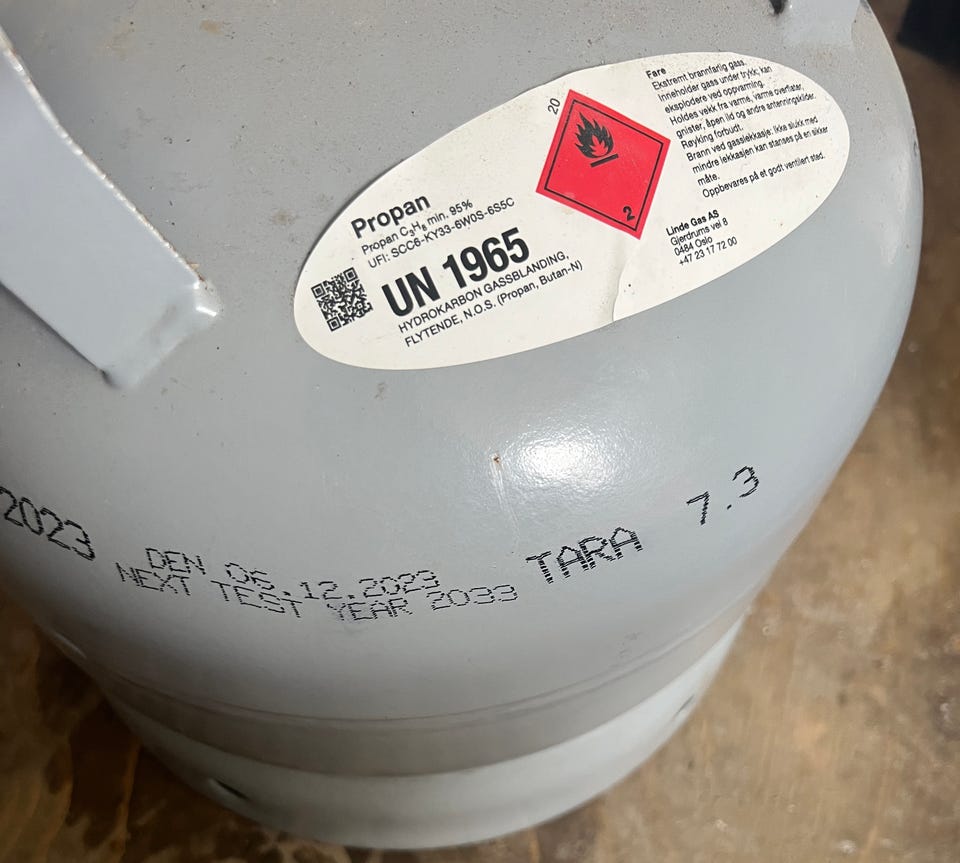 Propan
Propan C₃H₈ min. 95%
UFI: SCC6-KY33-6W0S-6S5C
UN 1965
HYDROKARBON GASSBLANDING,
FLYTENDE, N.O.S. (Propan, Butan-N)
20
2
Fare
Ekstremt brannfarlig gass.
Inneholder gass under trykk; kan
eksplodere ved oppvarming.
Holdes vekk fra varme, varme overflater,
gnister, åpen ild og andre antenningskilder.
Røyking forbudt.
Brann ved gasslekkasje: Ikke slukk med
mindre lekkasjen kan stanses på en sikker
måte.
Oppbevares på et godt ventilert sted.
Linde Gas AS
Gjerdrums vei 8
0484 Oslo
+47 23 17 72 00
2023
DEN 06.12.2023
NEXT TEST YEAR 2033
TARA 7.3